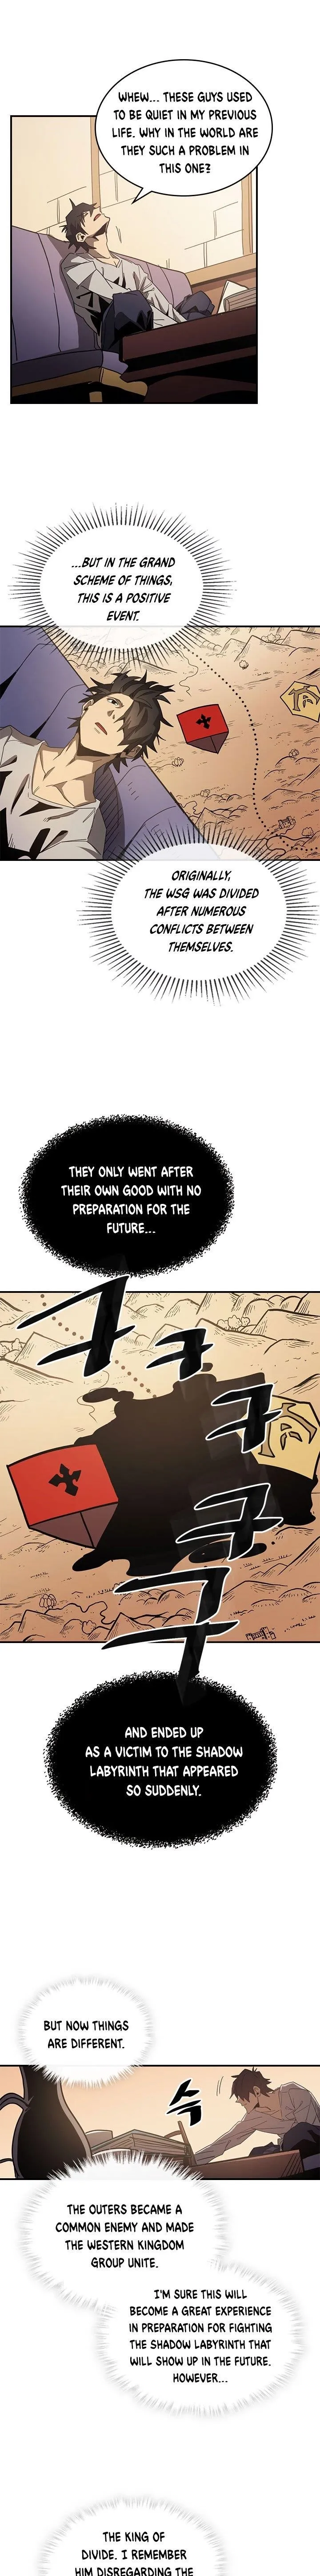 WHEW... THESE GUYS USED
TO BE QUIET IN MY PREVIOUS
LIFE. WHY IN THE WORLD ARE
THEY SUCH A PROBLEM IN
THIS ONE?
...BUT IN THE GRAND
SCHEME OF THINGS,
THIS IS A POSITIVE
EVENT.
ORIGINALLY,
THE WSG WAS DIVIDED
AFTER NUMEROUS
CONFLICTS BETWEEN
THEMSELVES.
THEY ONLY WENT AFTER
THEIR OWN GOOD WITH NO
PREPARATION FOR THE
FUTURE...
AND ENDED UP
AS A VICTIM TO THE SHADOW
LABYRINTH THAT APPEARED
SO SUDDENLY.
BUT NOW THINGS
ARE DIFFERENT.
슥
THE OUTERS BECAME A
COMMON ENEMY AND MADE
THE WESTERN KINGDOM
GROUP UNITE.
I'M SURE THIS WILL
BECOME A GREAT EXPERIENCE
IN PREPARATION FOR FIGHTING
THE SHADOW LABYRINTH THAT
WILL SHOW UP IN THE FUTURE.
HOWEVER...
THE KING OF
DIVIDE. I REMEMBER
HIM DISREGARDING THE